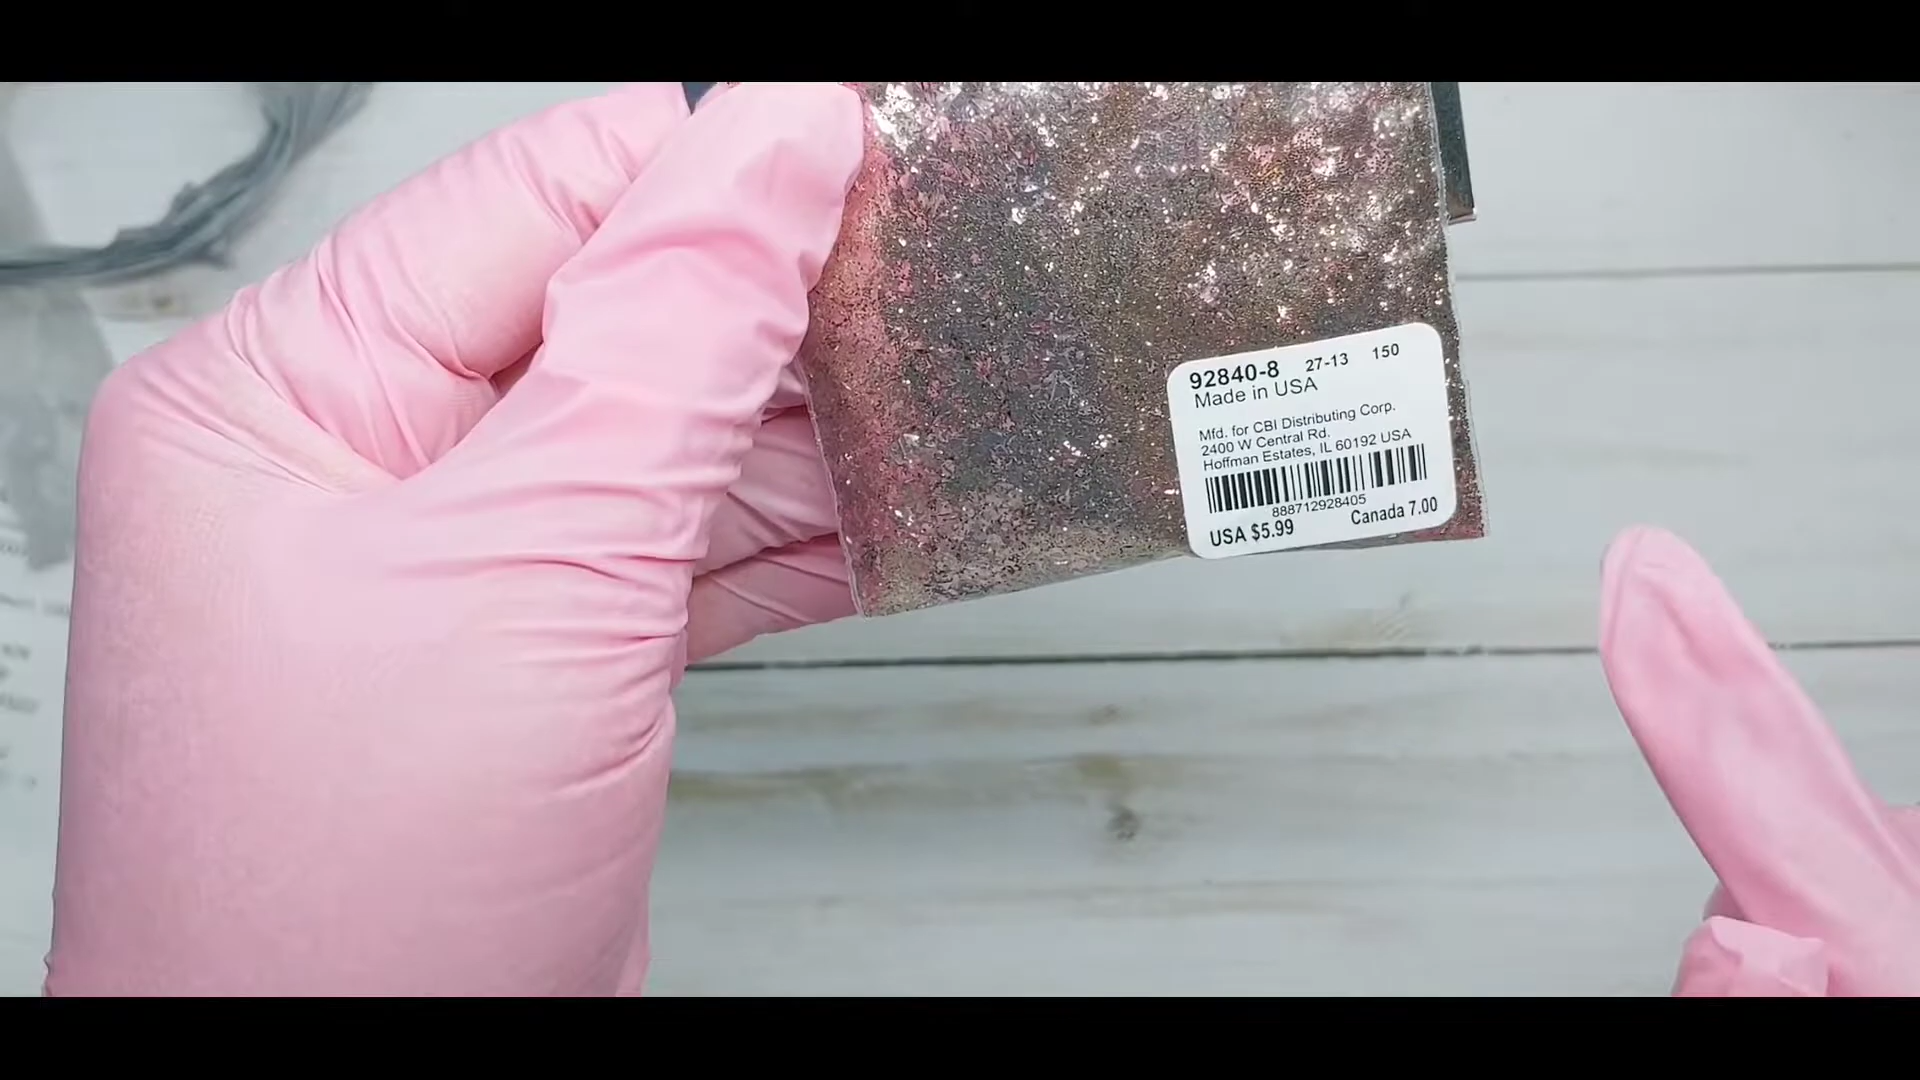 92840-8 27-13 150
Made in USA
Mfd. for CBI Distributing Corp.
2400 W Central Rd.
Hoffman Estates, IL 60192 USA
888712928405
USA $5.99 Canada 7.00